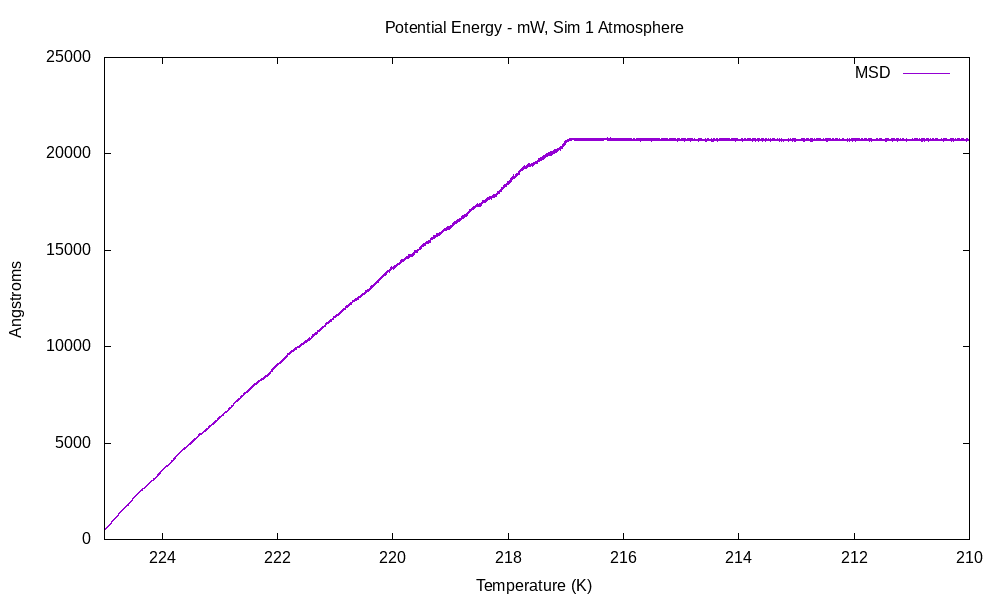 Potential Energy - mW, Sim 1 Atmosphere
MSD
25000
20000
15000
10000
5000
0
Angstroms
224 222 220 218 216 214 212 210
Temperature (K)